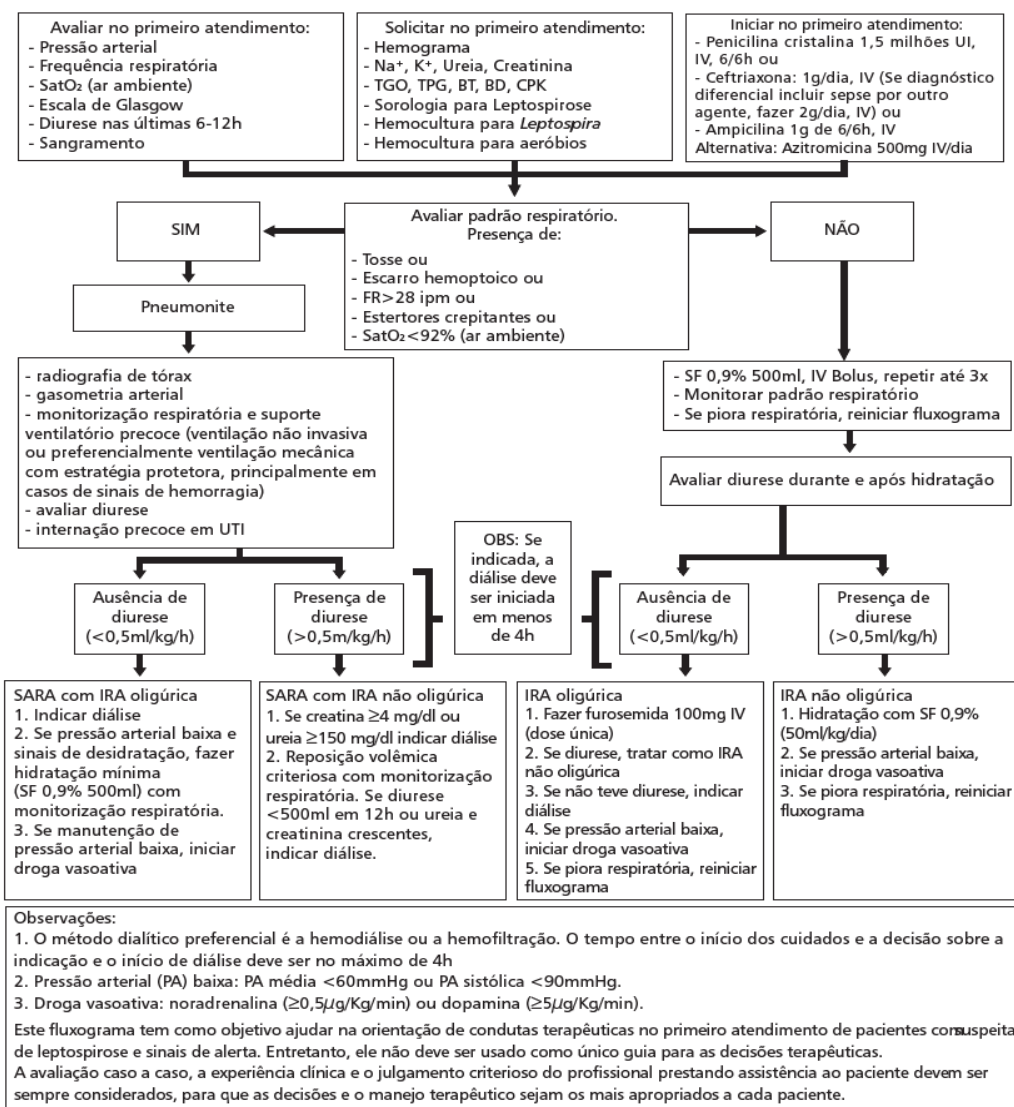 Avaliar no primeiro atendimento:
- Pressão arterial
- Frequência respiratória
- SatO₂ (ar ambiente)
- Escala de Glasgow
- Diurese nas últimas 6-12h
- Sangramento
Solicitar no primeiro atendimento:
- Hemograma
- Na⁺, K⁺, Ureia, Creatinina
- TGO, TPG, BT, BD, CPK
- Sorologia para Leptospirose
- Hemocultura para Leptospira
- Hemocultura para aeróbios
Iniciar no primeiro atendimento:
- Penicilina cristalina 1,5 milhões UI,
IV, 6/6h ou
- Ceftriaxona: 1g/dia, IV (Se diagnóstico
diferencial incluir sepse por outro
agente, fazer 2g/dia, IV) ou
- Ampicilina 1g de 6/6h, IV
Alternativa: Azitromicina 500mg IV/dia
SIM
Avaliar padrão respiratório.
Presença de:
- Tosse ou
- Escarro hemoptoico ou
- FR>28 ipm ou
- Estertores crepitantes ou
- SatO₂<92% (ar ambiente)
NÃO
Pneumonite
- radiografia de tórax
- gasometria arterial
- monitorização respiratória e suporte
ventilatório precoce (ventilação não invasiva
ou preferencialmente ventilação mecânica
com estratégia protetora, principalmente em
casos de sinais de hemorragia)
- avaliar diurese
- internação precoce em UTI
- SF 0,9% 500ml, IV Bolus, repetir até 3x
- Monitorar padrão respiratório
- Se piora respiratória, reiniciar fluxograma
Avaliar diurese durante e após hidratação
OBS: Se
indicada, a
diálise deve
ser iniciada
em menos
de 4h
Ausência de
diurese
(<0,5ml/kg/h)
Presença de
diurese
(>0,5m/kg/h)
Ausência de
diurese
(<0,5ml/kg/h)
Presença de
diurese
(>0,5ml/kg/h)
SARA com IRA oligúrica
1. Indicar diálise
2. Se pressão arterial baixa e
sinais de desidratação, fazer
hidratação mínima
(SF 0,9% 500ml) com
monitorização respiratória.
3. Se manutenção de
pressão arterial baixa, iniciar
droga vasoativa
SARA com IRA não oligúrica
1. Se creatina ≥4 mg/dl ou
ureia ≥150 mg/dl indicar diálise
2. Reposição volêmica
criteriosa com monitorização
respiratória. Se diurese
<500ml em 12h ou ureia e
creatinina crescentes,
indicar diálise.
IRA oligúrica
1. Fazer furosemida 100mg IV
(dose única)
2. Se diurese, tratar como IRA
não oligúrica
3. Se não teve diurese, indicar
diálise
4. Se pressão arterial baixa,
iniciar droga vasoativa
5. Se piora respiratória, reiniciar
fluxograma
IRA não oligúrica
1. Hidratação com SF 0,9%
(50ml/kg/dia)
2. Se pressão arterial baixa,
iniciar droga vasoativa
3. Se piora respiratória, reiniciar
fluxograma
Observações:
1. O método dialítico preferencial é a hemodiálise ou a hemofiltração. O tempo entre o início dos cuidados e a decisão sobre a
indicação e o início de diálise deve ser no máximo de 4h
2. Pressão arterial (PA) baixa: PA média <60mmHg ou PA sistólica <90mmHg.
3. Droga vasoativa: noradrenalina (≥0,5μg/Kg/min) ou dopamina (≥5μg/Kg/min).
Este fluxograma tem como objetivo ajudar na orientação de condutas terapêuticas no primeiro atendimento de pacientes com suspeita
de leptospirose e sinais de alerta. Entretanto, ele não deve ser usado como único guia para as decisões terapêuticas.
A avaliação caso a caso, a experiência clínica e o julgamento criterioso do profissional prestando assistência ao paciente devem ser
sempre considerados, para que as decisões e o manejo terapêutico sejam os mais apropriados a cada paciente.